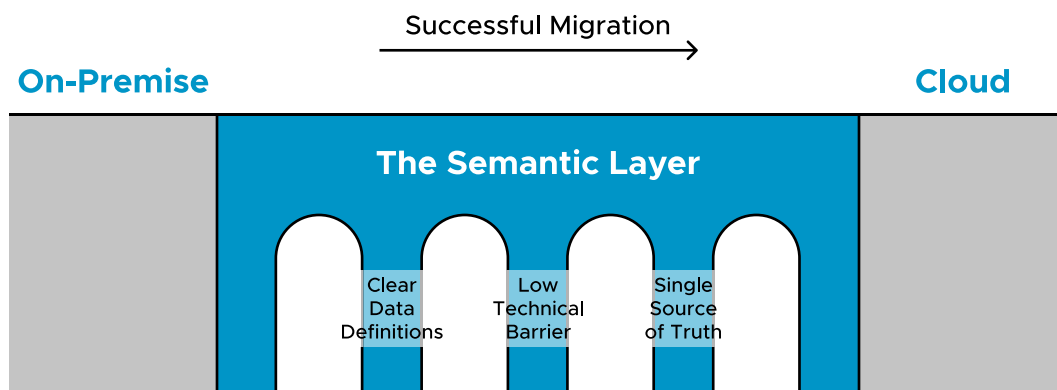 Successful Migration
On-Premise
Cloud
The Semantic Layer
Clear
Data
Definitions
Low
Technical
Barrier
Single
Source
of Truth